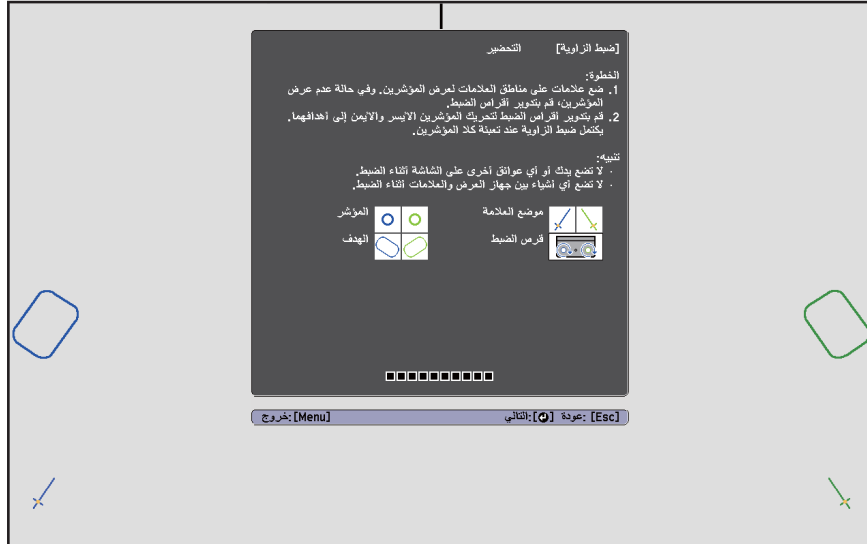 [ضبط الزاوية] التحضير
الخطوة:
1. ضع علامات على مناطق العلامات لعرض المؤشرين. وفي حالة عدم عرض
المؤشرين، قم بتدوير أقراص الضبط.
2. قم بتدوير أقراص الضبط لتحريك المؤشرين الأيسر والأيمن إلى أهدافهما.
يكتمل ضبط الزاوية عند تعبئة كلا المؤشرين.
تنبيه:
· لا تضع يدك أو أي عوائق أخرى على الشاشة أثناء الضبط.
· لا تضع أي أشياء بين جهاز العرض والعلامات أثناء الضبط.
موضع العلامة المؤشر
قرص الضبط الهدف
[Esc] :عودة [↵]:التالي [Menu]:خروج